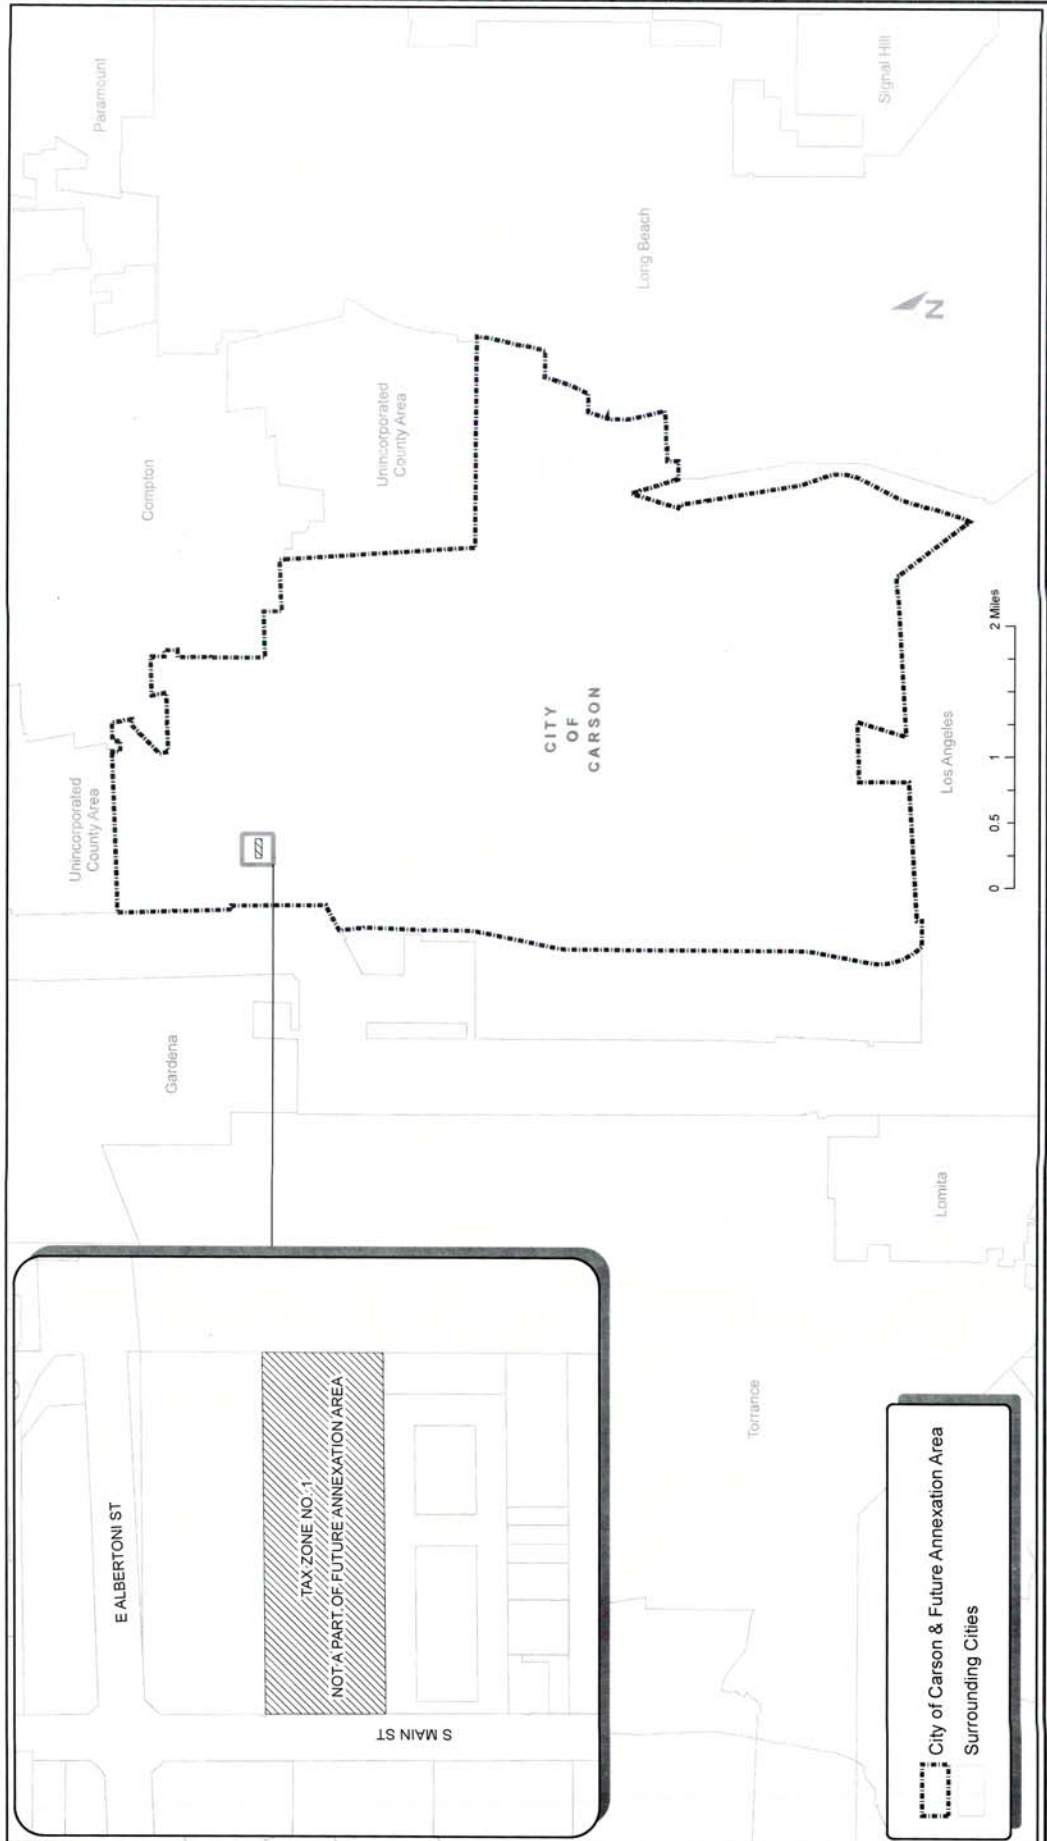 E ALBERTONI ST
TAX ZONE NO. 1
NOT A PART OF FUTURE ANNEXATION AREA
S MAIN ST
City of Carson & Future Annexation Area
Surrounding Cities
Gardena
Torrance
Lomita
Unincorporated
County Area
CITY
OF
CARSON
Los Angeles
0 0.5 1 2 Miles
Compton
Unincorporated
County Area
Paramount
Long Beach
Signal Hill
N